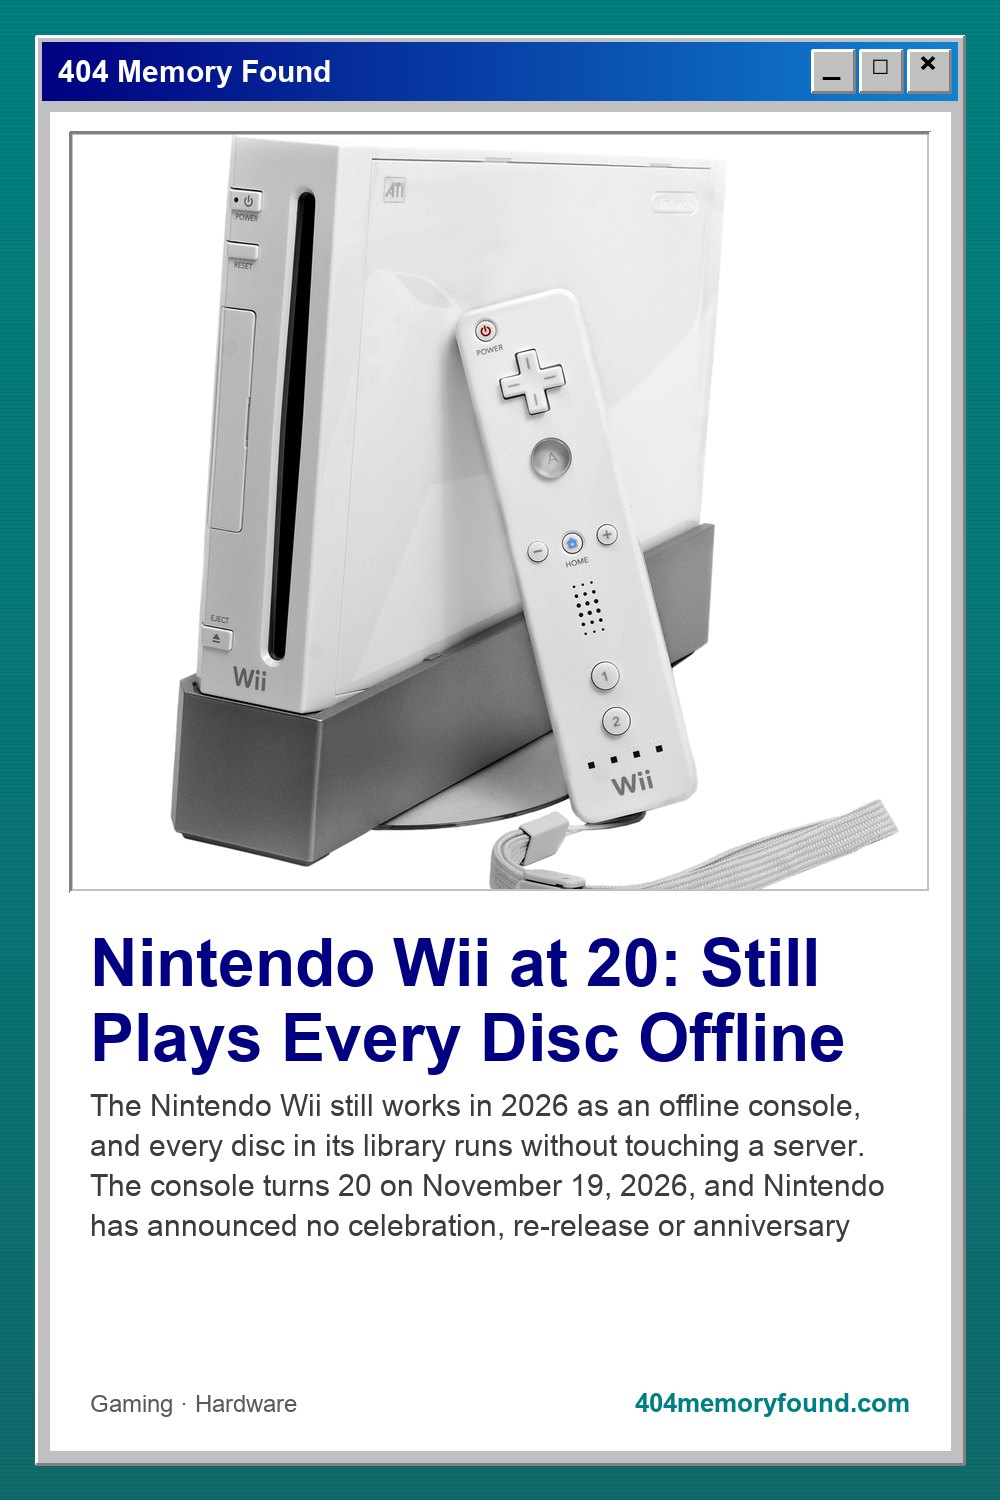 404 Memory Found
ATI
Nintendo
POWER
RESET
POWER
A
HOME
EJECT
1
2
Wii
Wii
Nintendo Wii at 20: Still
Plays Every Disc Offline
The Nintendo Wii still works in 2026 as an offline console,
and every disc in its library runs without touching a server.
The console turns 20 on November 19, 2026, and Nintendo
has announced no celebration, re-release or anniversary
Gaming · Hardware
404memoryfound.com